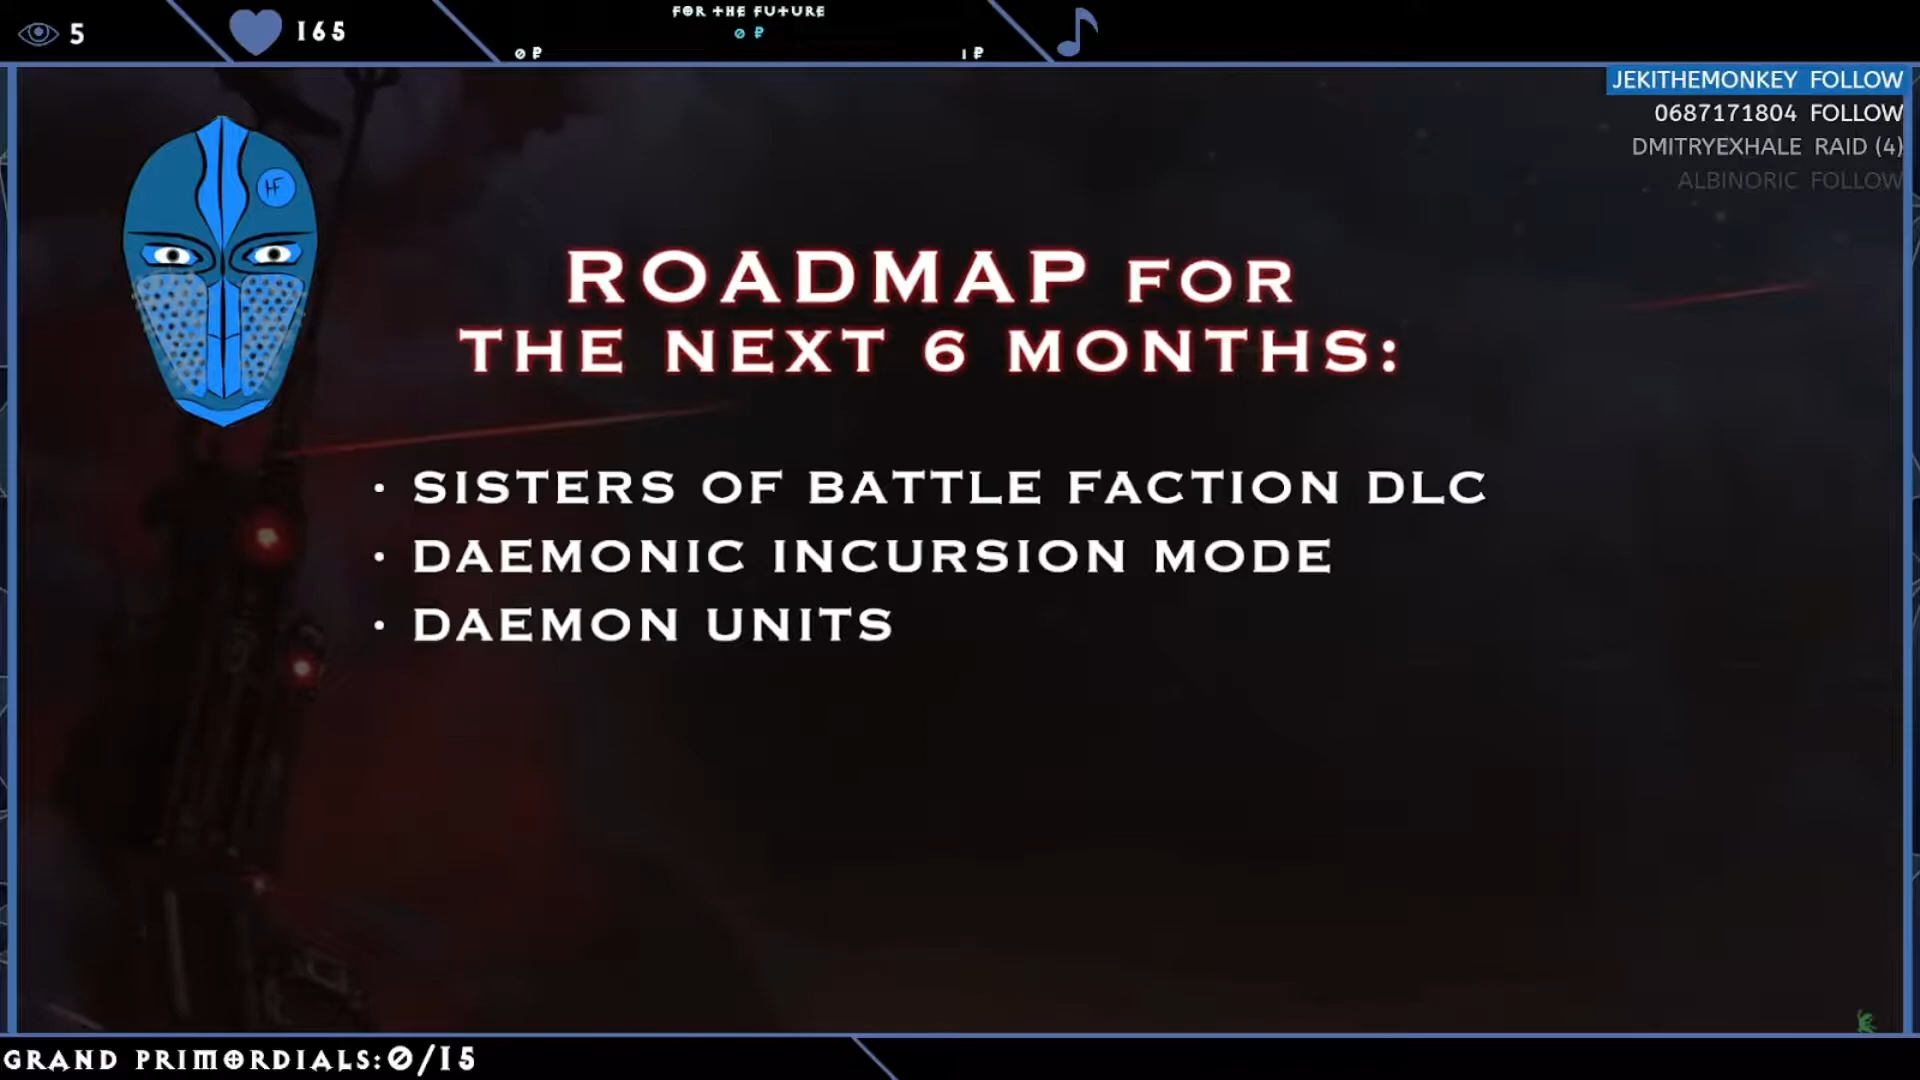 5
165
FOR THE FUTURE
0 ₽
0 ₽
1 ₽
JEKITHEMONKEY FOLLOW
0687171804 FOLLOW
DMITRYEXHALE RAID (4)
ALBINORIC FOLLOW
HF
ROADMAP FOR
THE NEXT 6 MONTHS:
· SISTERS OF BATTLE FACTION DLC
· DAEMONIC INCURSION MODE
· DAEMON UNITS
GRAND PRIMORDIALS:0/15